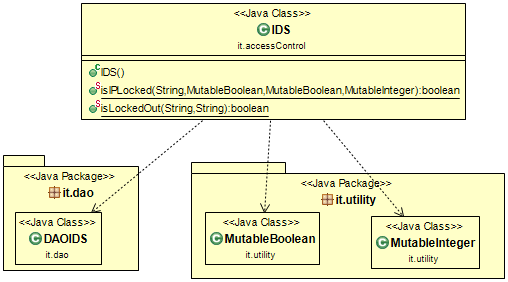 <<Java Class>>
IDS
it.accessControl
IDS()
isIPLocked(String,MutableBoolean,MutableBoolean,MutableInteger):boolean
isLockedOut(String,String):boolean
<<Java Package>>
it.dao
<<Java Class>>
DAOIDS
it.dao
<<Java Package>>
it.utility
<<Java Class>>
MutableBoolean
it.utility
<<Java Class>>
MutableInteger
it.utility